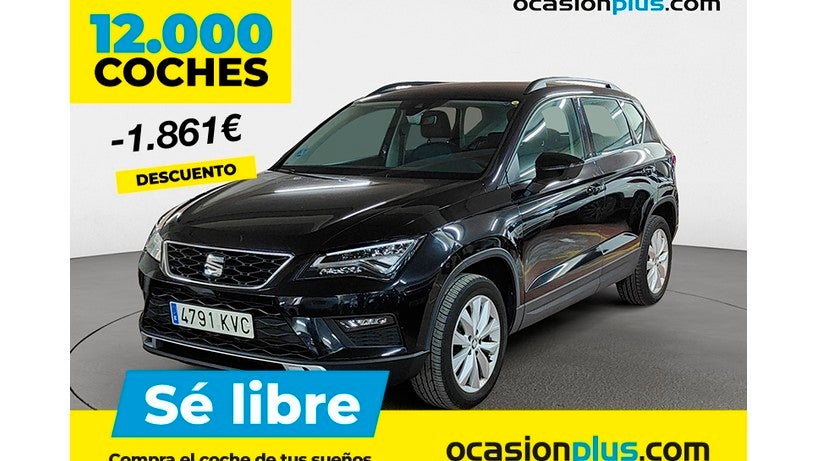 12.000
COCHES
ocasionplus.com
-1.861€
DESCUENTO
4791 KVC
Sé libre
Compra el coche de tus sueños
ocasionplus.com